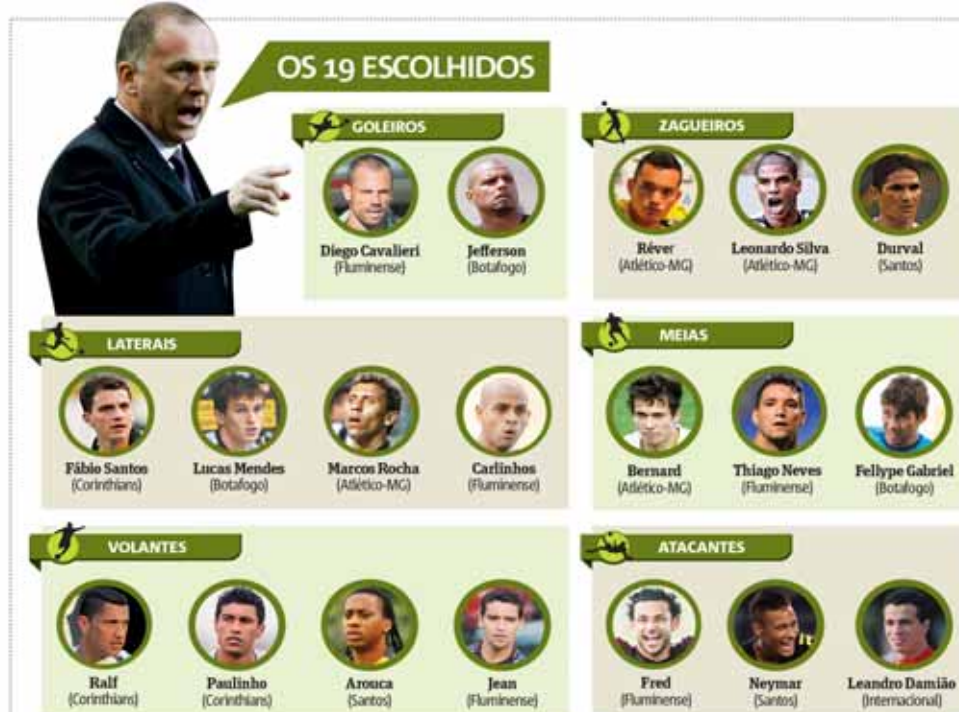 OS 19 ESCOLHIDOS
GOLEIROS
Diego Cavalieri
(Fluminense)
Jefferson
(Botafogo)
ZAGUEIROS
Réver
(Atlético-MG)
Leonardo Silva
(Atlético-MG)
Durval
(Santos)
LATERAIS
Fábio Santos
(Corinthians)
Lucas Mendes
(Botafogo)
Marcos Rocha
(Atlético-MG)
Carlinhos
(Fluminense)
MEIAS
Bernard
(Atlético-MG)
Thiago Neves
(Fluminense)
Fellype Gabriel
(Botafogo)
VOLANTES
Ralf
(Corinthians)
Paulinho
(Corinthians)
Arouca
(Santos)
Jean
(Fluminense)
ATACANTES
Fred
(Fluminense)
Neymar
(Santos)
Leandro Damião
(Internacional)